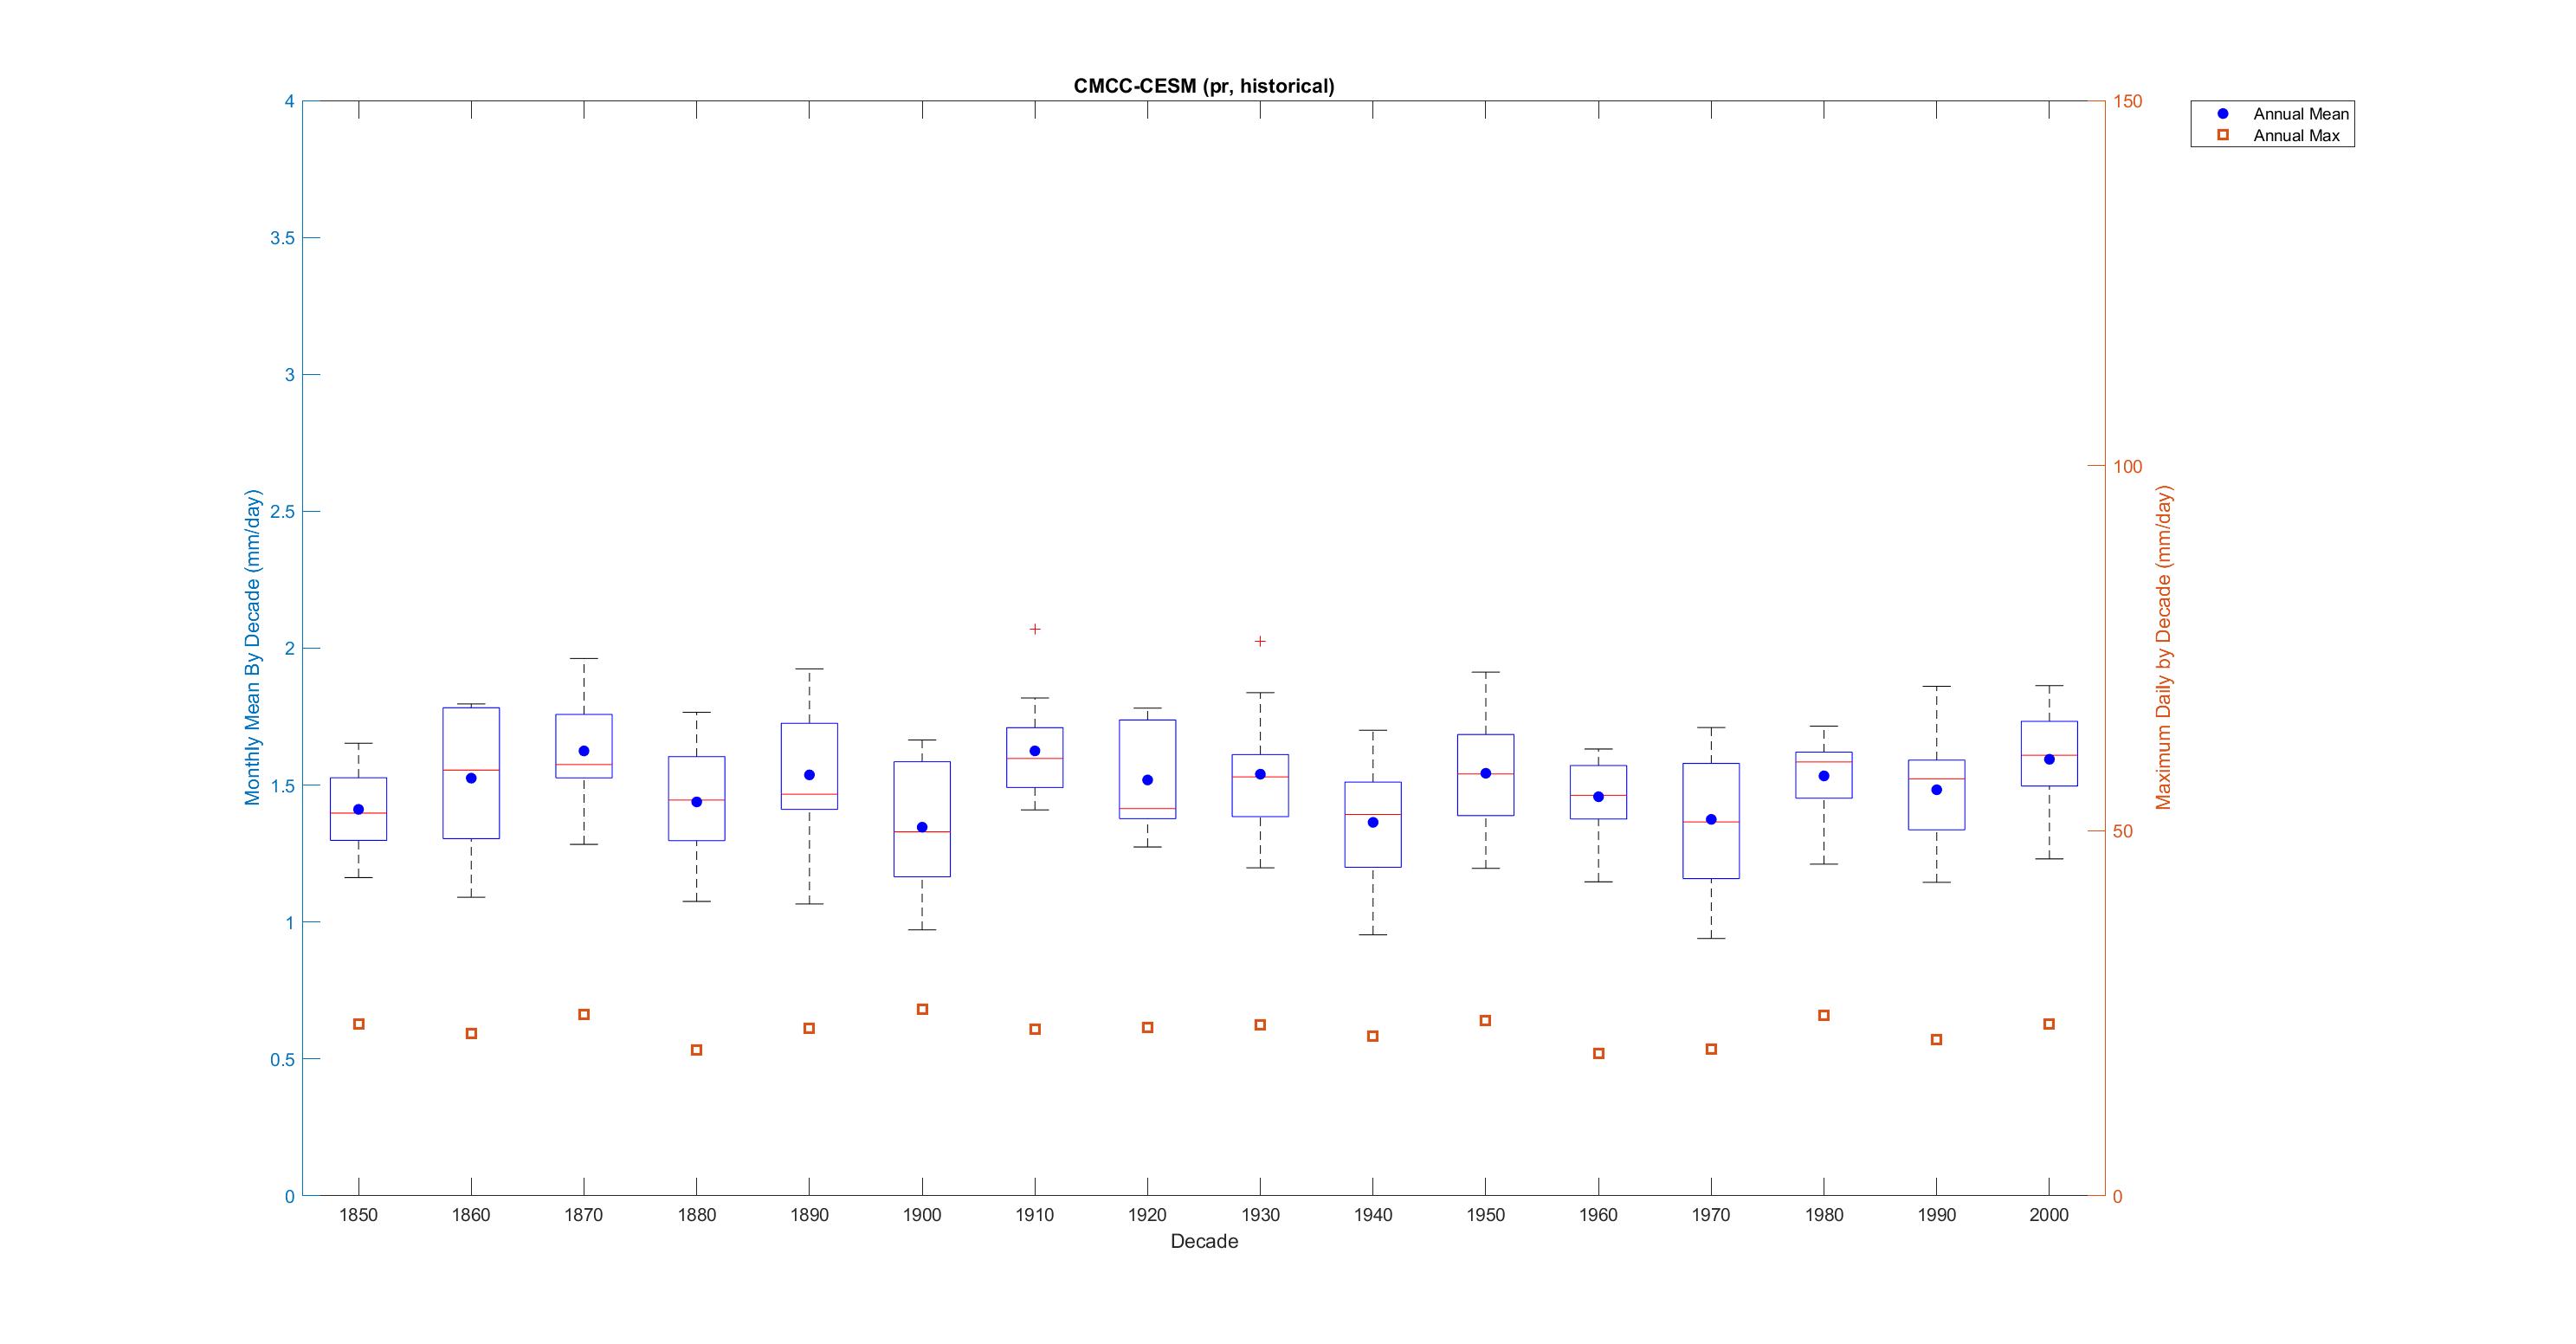 CMCC-CESM (pr, historical)
Annual Mean
Annual Max
Monthly Mean By Decade (mm/day)
4
3.5
3
2.5
2
1.5
1
0.5
0
150
100
50
0
Maximum Daily by Decade (mm/day)
1850 1860 1870 1880 1890 1900 1910 1920 1930 1940 1950 1960 1970 1980 1990 2000
Decade